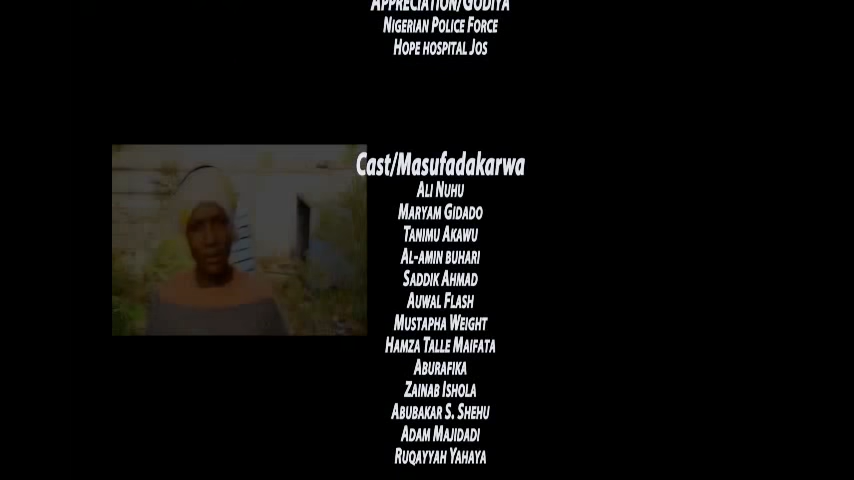 APPRECIATION/GODIYA
NIGERIAN POLICE FORCE
HOPE HOSPITAL JOS
Cast/Masufadakarwa
ALI NUHU
MARYAM GIDADO
TANIMU AKAWU
AL-AMIN BUHARI
SADDIK AHMAD
AUWAL FLASH
MUSTAPHA WEIGHT
HAMZA TALLE MAIFATA
ABURAFIKA
ZAINAB ISHOLA
ABUBAKAR S. SHEHU
ADAM MAJIDADI
RUQAYYAH YAHAYA